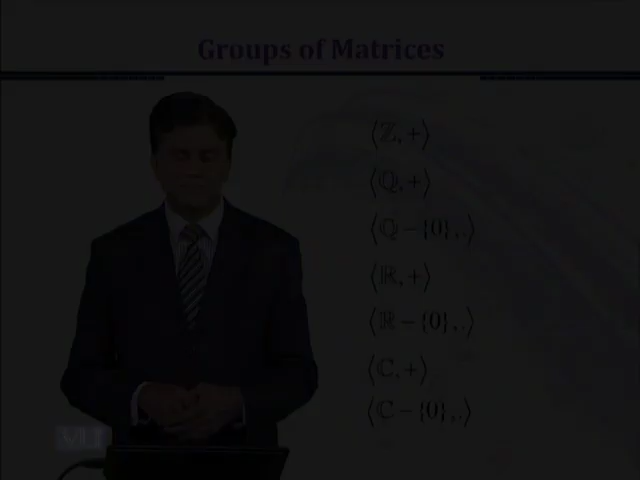 Groups of Matrices
⟨ℤ, +⟩
⟨ℚ, +⟩
⟨ℚ − {0}, .⟩
⟨ℝ, +⟩
⟨ℝ − {0}, .⟩
⟨ℂ, +⟩
⟨ℂ − {0}, .⟩